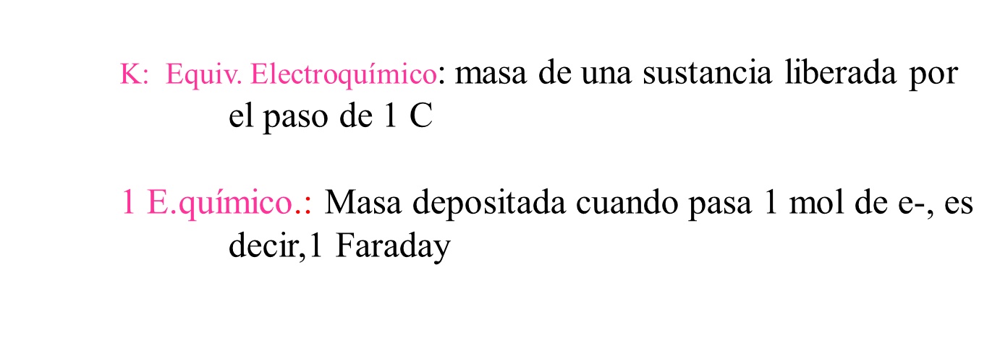 K: Equiv. Electroquímico: masa de una sustancia liberada por
el paso de 1 C
1 E.químico.: Masa depositada cuando pasa 1 mol de e-, es
decir,1 Faraday